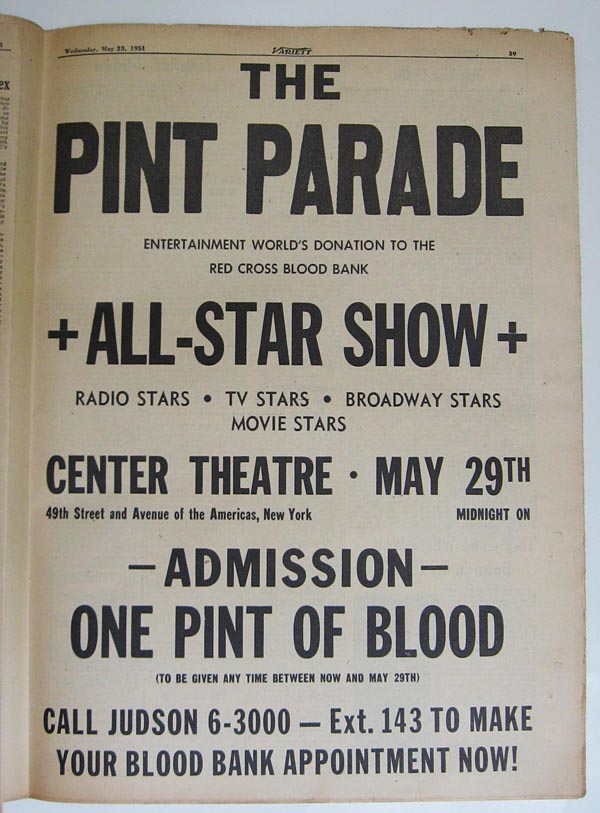 Wednesday, May 23, 1951 VARIETY 39
THE
PINT PARADE
ENTERTAINMENT WORLD'S DONATION TO THE
RED CROSS BLOOD BANK
+ ALL-STAR SHOW +
RADIO STARS • TV STARS • BROADWAY STARS
MOVIE STARS
CENTER THEATRE · MAY 29TH
49th Street and Avenue of the Americas, New York MIDNIGHT ON
— ADMISSION —
ONE PINT OF BLOOD
(TO BE GIVEN ANY TIME BETWEEN NOW AND MAY 29TH)
CALL JUDSON 6-3000 — Ext. 143 TO MAKE
YOUR BLOOD BANK APPOINTMENT NOW!